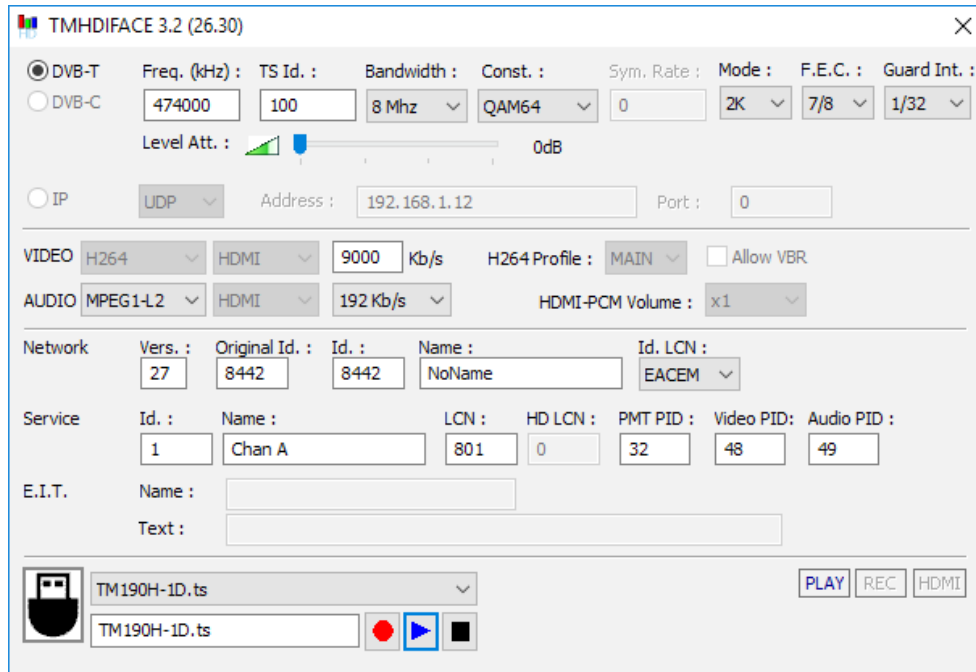 TMHDIFACE 3.2 (26.30)
DVB-T Freq. (kHz) : TS Id. : Bandwidth : Const. : Sym. Rate : Mode : F.E.C. : Guard Int. :
DVB-C 474000 100 8 Mhz QAM64 0 2K 7/8 1/32
Level Att. : 0dB
IP UDP Address : 192.168.1.12 Port : 0
VIDEO H264 HDMI 9000 Kb/s H264 Profile : MAIN Allow VBR
AUDIO MPEG1-L2 HDMI 192 Kb/s HDMI-PCM Volume : x1
Network Vers. : Original Id. : Id. : Name : Id. LCN :
27 8442 8442 NoName EACEM
Service Id. : Name : LCN : HD LCN : PMT PID : Video PID: Audio PID :
1 Chan A 801 0 32 48 49
E.I.T. Name :
Text :
TM190H-1D.ts PLAY REC HDMI
TM190H-1D.ts